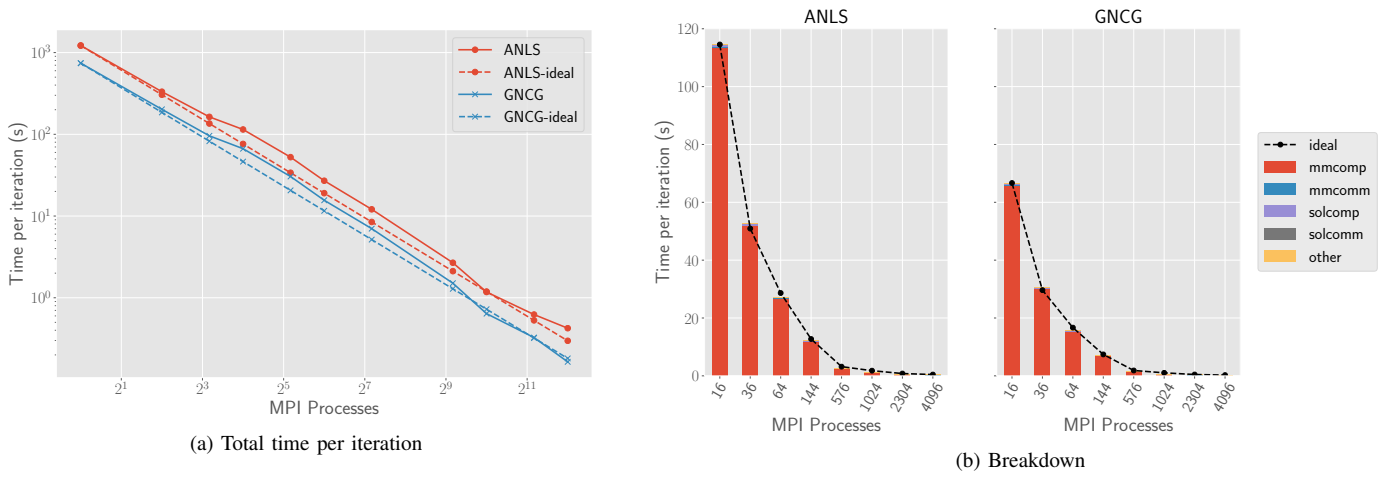 ANLS
GNCG
10^3
10^2
10^1
10^0
Time per iteration (s)
2^1
2^3
2^5
2^7
2^9
2^11
MPI Processes
ANLS
ANLS-ideal
GNCG
GNCG-ideal
(a) Total time per iteration
120
100
80
60
40
20
0
Time per iteration (s)
16
36
64
144
576
1024
2304
4096
MPI Processes
16
36
64
144
576
1024
2304
4096
MPI Processes
ideal
mmcomp
mmcomm
solcomp
solcomm
other
(b) Breakdown